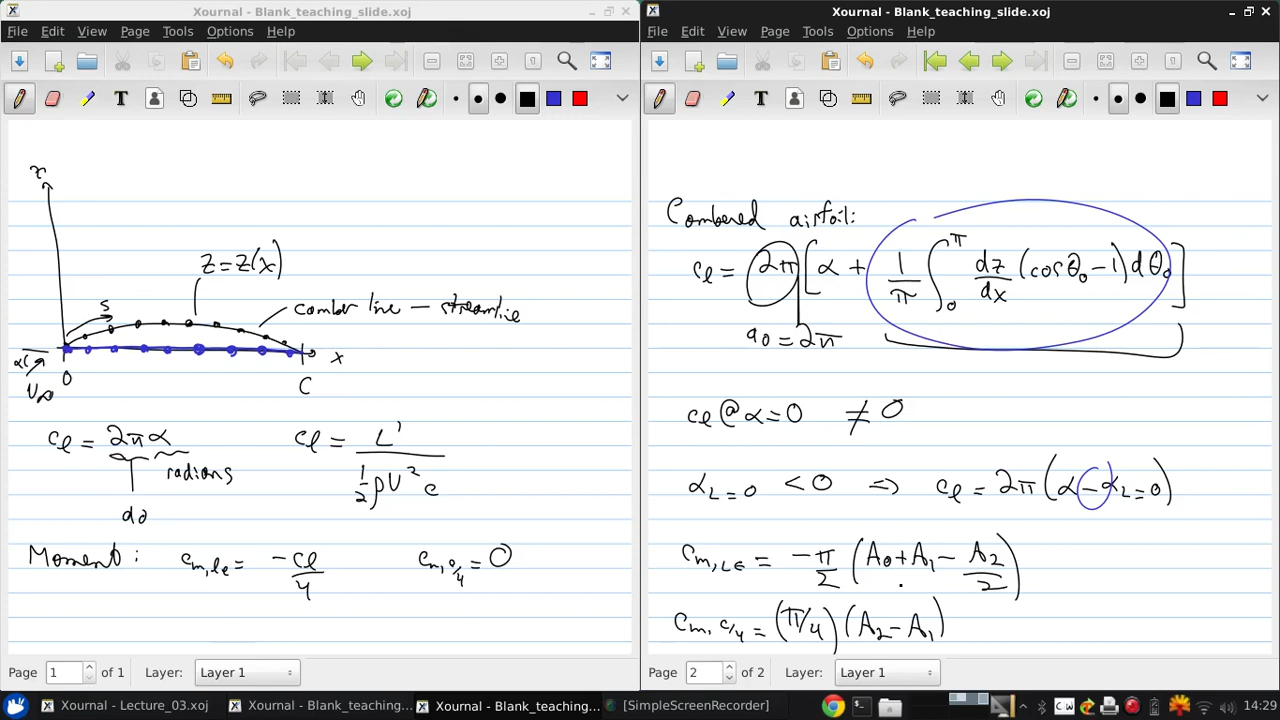 Xournal - Blank_teaching_slide.xoj
File Edit View Page Tools Options Help
z
z = z(x)
s
camber line — streamline
x
α
V∞
0
C
cl = 2πα
radians
a0
cl = L' / ½ρV²c
Moment: cm,le = -cl/4 cm,c/4 = 0
Page 1 of 1 Layer: Layer 1
Xournal - Blank_teaching_slide.xoj
File Edit View Page Tools Options Help
Cambered airfoil:
cl = 2π[α + 1/π ∫0^π dz/dx (cosθ0 - 1)dθ0]
a0 = 2π
cl @ α=0 ≠ 0
αL=0 < 0 ⇒ cl = 2π(α - αL=0)
Cm,LE = -π/2 (A0 + A1 - A2/2)
Cm,c/4 = (π/4)(A2 - A1)
Page 2 of 2 Layer: Layer 1
Xournal - Lecture_03.xoj
Xournal - Blank_teaching_...
Xournal - Blank_teaching_...
[SimpleScreenRecorder]
14:29